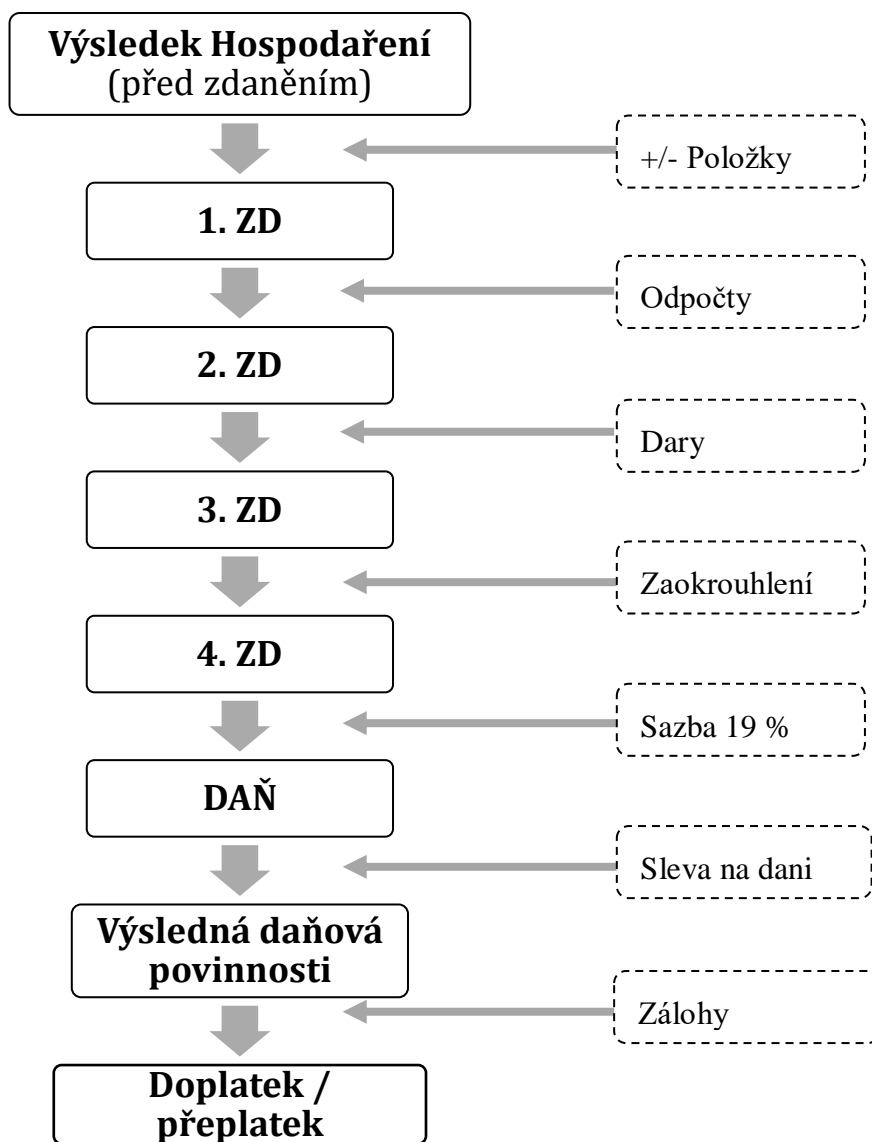 Výsledek Hospodaření
(před zdaněním)
+/- Položky
1. ZD
Odpočty
2. ZD
Dary
3. ZD
Zaokrouhlení
4. ZD
Sazba 19 %
DAŇ
Sleva na dani
Výsledná daňová
povinnosti
Zálohy
Doplatek /
přeplatek